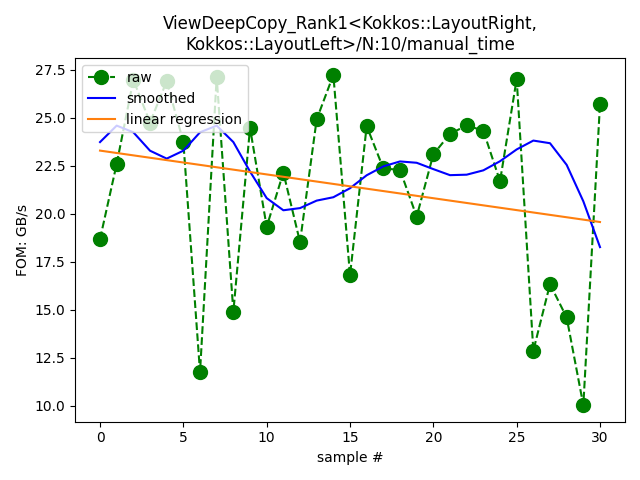 ViewDeepCopy_Rank1<Kokkos::LayoutRight,
Kokkos::LayoutLeft>/N:10/manual_time
raw
smoothed
linear regression
FOM: GB/s
27.5
25.0
22.5
20.0
17.5
15.0
12.5
10.0
0 5 10 15 20 25 30
sample #